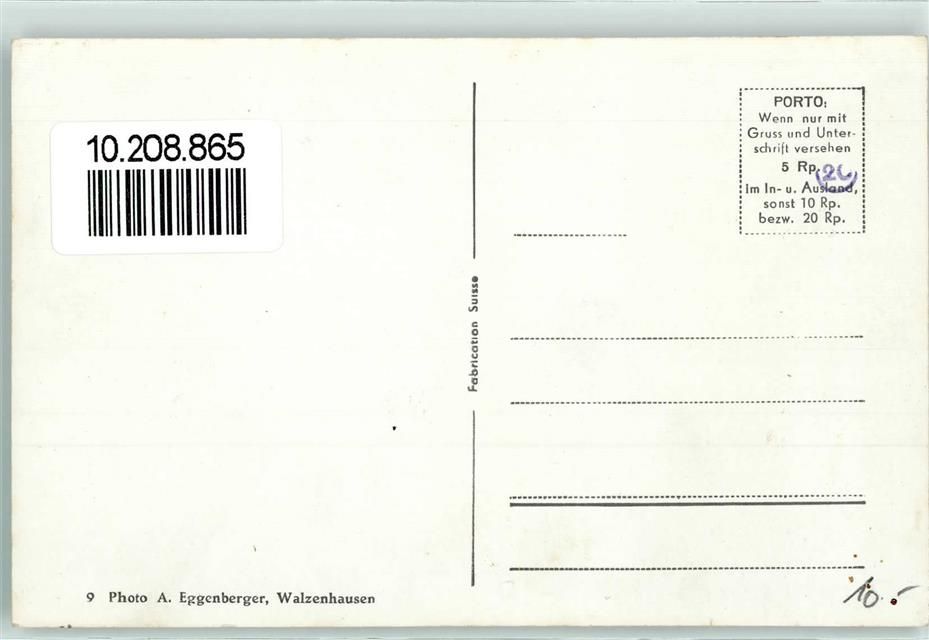 10.208.865
PORTO:
Wenn nur mit
Gruss und Unter-
schrift versehen
5 Rp.
Im In- u. Ausland,
sonst 10 Rp.
bezw. 20 Rp.
Fabrication Suisse
9 Photo A. Eggenberger, Walzenhausen
10.-